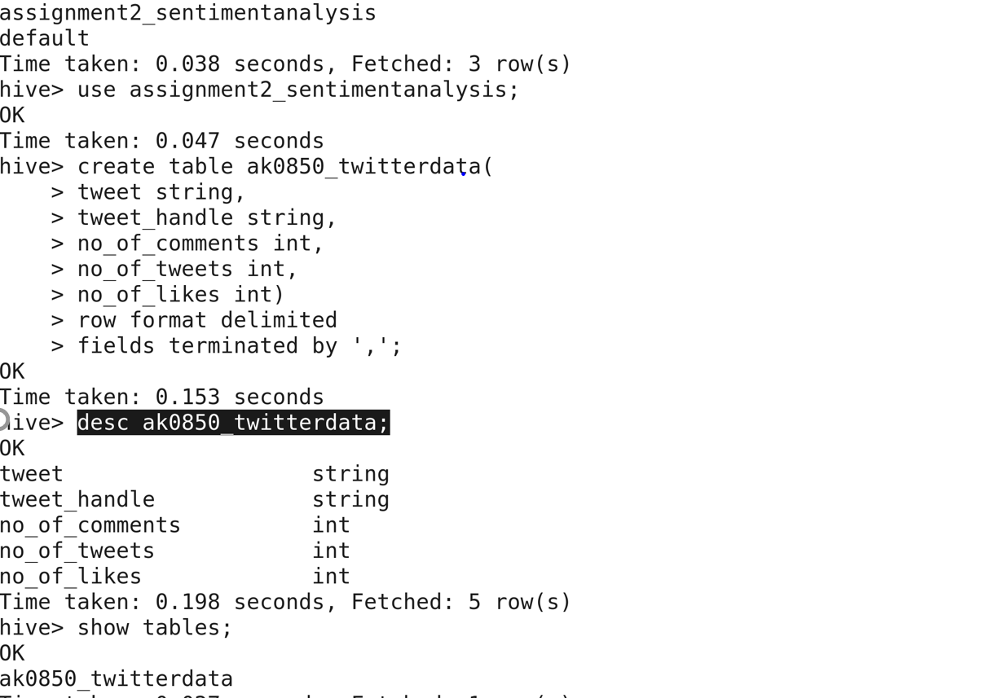 assignment2_sentimentanalysis
default
Time taken: 0.038 seconds, Fetched: 3 row(s)
hive> use assignment2_sentimentanalysis;
OK
Time taken: 0.047 seconds
hive> create table ak0850_twitterdata(
    > tweet string,
    > tweet_handle string,
    > no_of_comments int,
    > no_of_tweets int,
    > no_of_likes int)
    > row format delimited
    > fields terminated by ',';
OK
Time taken: 0.153 seconds
hive> desc ak0850_twitterdata;
OK
tweet                   string
tweet_handle            string
no_of_comments          int
no_of_tweets            int
no_of_likes             int
Time taken: 0.198 seconds, Fetched: 5 row(s)
hive> show tables;
OK
ak0850_twitterdata